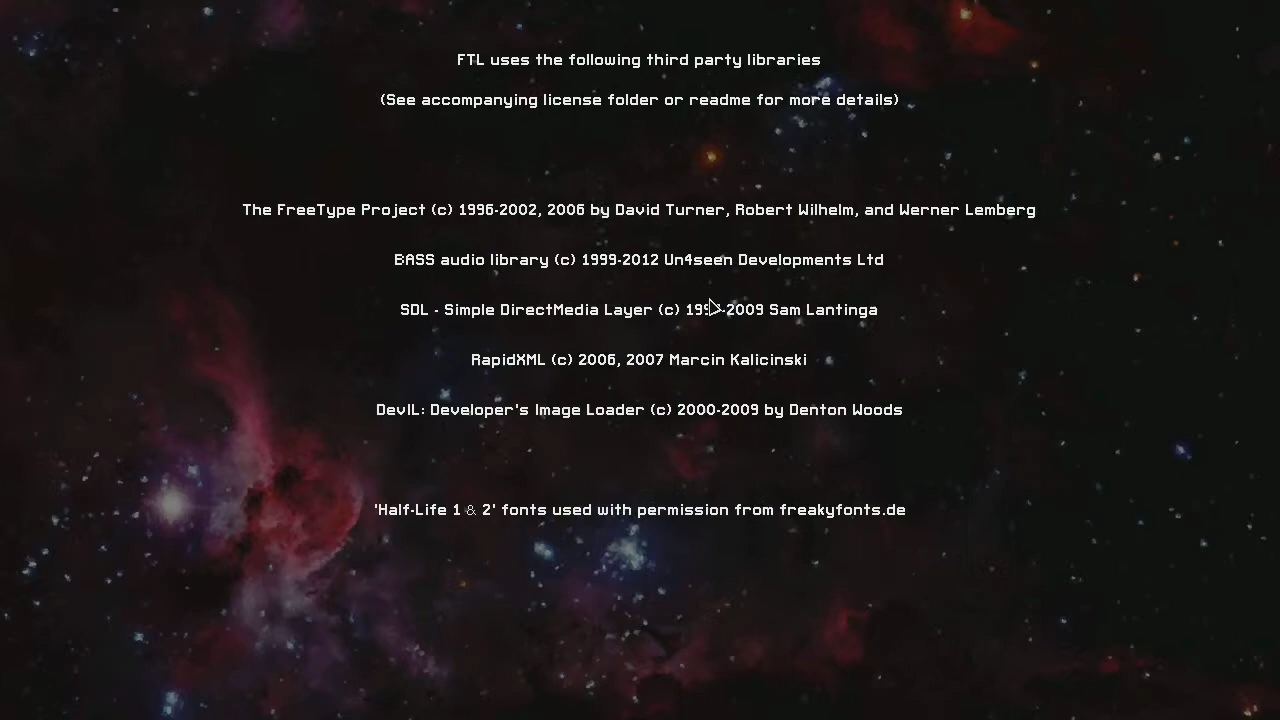 FTL uses the following third party libraries
(See accompanying license folder or readme for more details)
The FreeType Project (c) 1996-2002, 2006 by David Turner, Robert Wilhelm, and Werner Lemberg
BASS audio library (c) 1999-2012 Un4seen Developments Ltd
SDL - Simple DirectMedia Layer (c) -2009 Sam Lantinga
RapidXML (c) 2006, 2007 Marcin Kalicinski
DevIL: Developer's Image Loader (c) 2000-2009 by Denton Woods
'Half-Life 1 & 2' fonts used with permission from freakyfonts.de